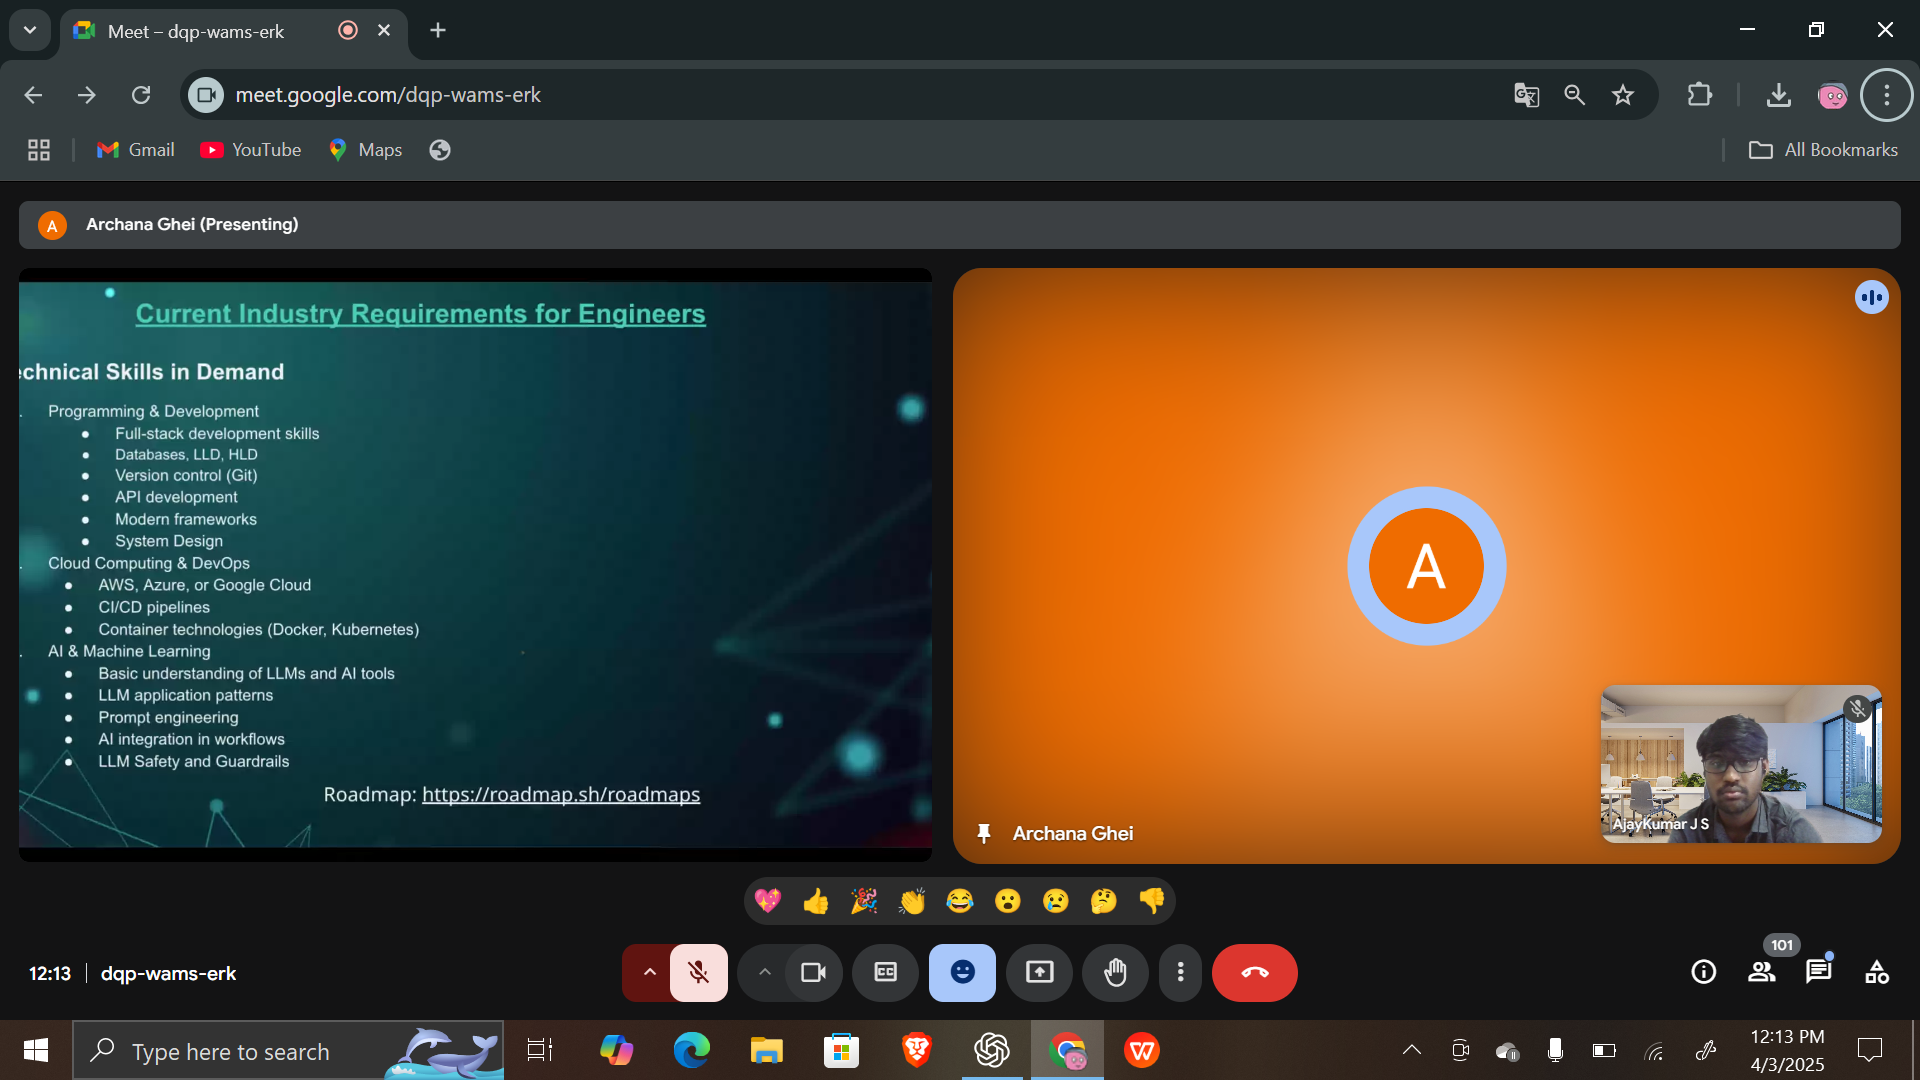 Meet – dqp-wams-erk
meet.google.com/dqp-wams-erk
Gmail
YouTube
Maps
All Bookmarks
A
Archana Ghei (Presenting)
Current Industry Requirements for Engineers
echnical Skills in Demand
. Programming & Development
● Full-stack development skills
● Databases, LLD, HLD
● Version control (Git)
● API development
● Modern frameworks
● System Design
. Cloud Computing & DevOps
● AWS, Azure, or Google Cloud
● CI/CD pipelines
● Container technologies (Docker, Kubernetes)
. AI & Machine Learning
● Basic understanding of LLMs and AI tools
● LLM application patterns
● Prompt engineering
● AI integration in workflows
● LLM Safety and Guardrails
Roadmap: https://roadmap.sh/roadmaps
A
Archana Ghei
AjayKumar J S
12:13 | dqp-wams-erk
CC
101
Type here to search
12:13 PM
4/3/2025